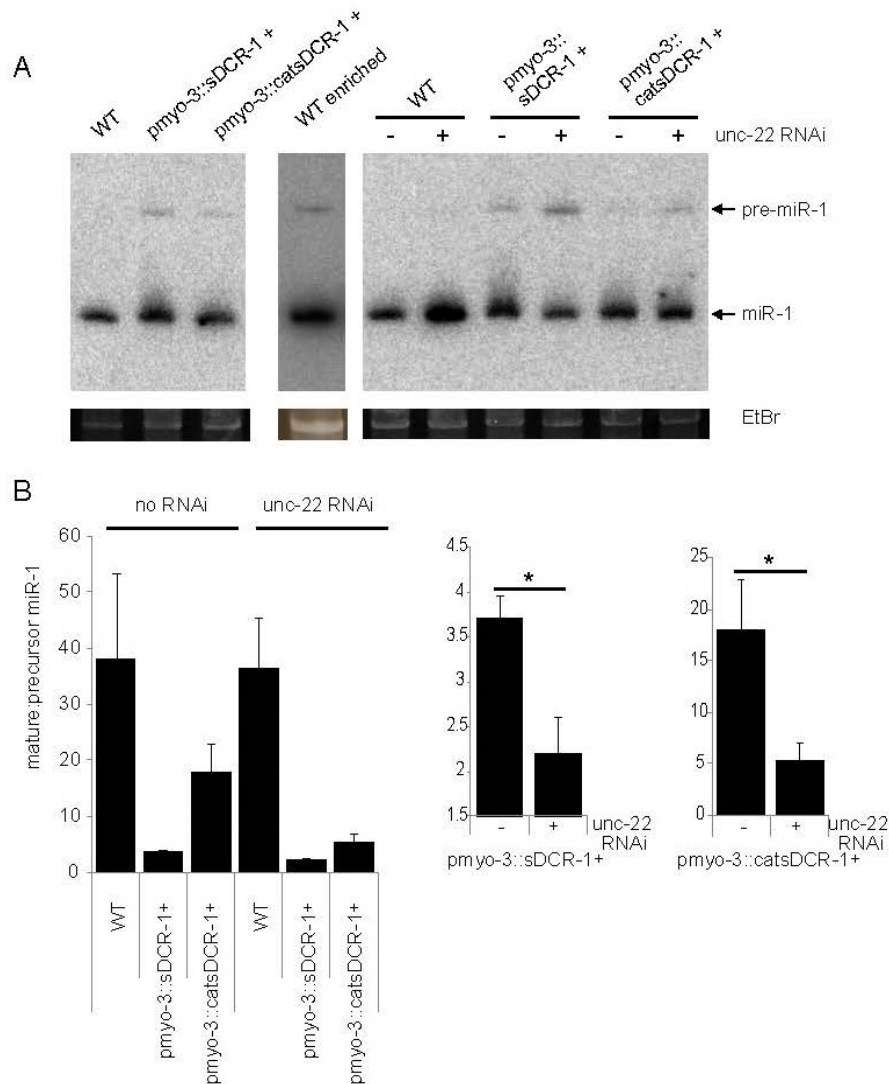 A
WT
pmyo-3::sDCR-1 +
pmyo-3::catsDCR-1 +
WT enriched
WT
pmyo-3::
sDCR-1 +
pmyo-3::
catsDCR-1 +
- + - + - + unc-22 RNAi
pre-miR-1
miR-1
EtBr
B
no RNAi
unc-22 RNAi
mature:precursor miR-1
60
50
40
30
20
10
0
WT
pmyo-3::sDCR-1+
pmyo-3::catsDCR-1+
WT
pmyo-3::sDCR-1+
pmyo-3::catsDCR-1+
4.5
4
3.5
3
2.5
2
1.5
*
- + unc-22
RNAi
pmyo-3::sDCR-1+
25
20
15
10
5
0
*
- + unc-22
RNAi
pmyo-3::catsDCR-1+